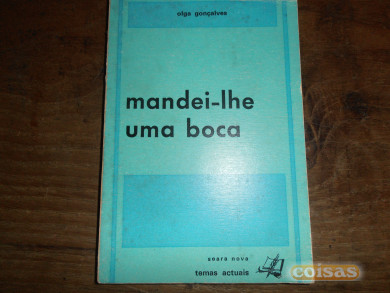 olga gonçalves
mandei-lhe
uma boca
seara nova
temas actuais
coisas